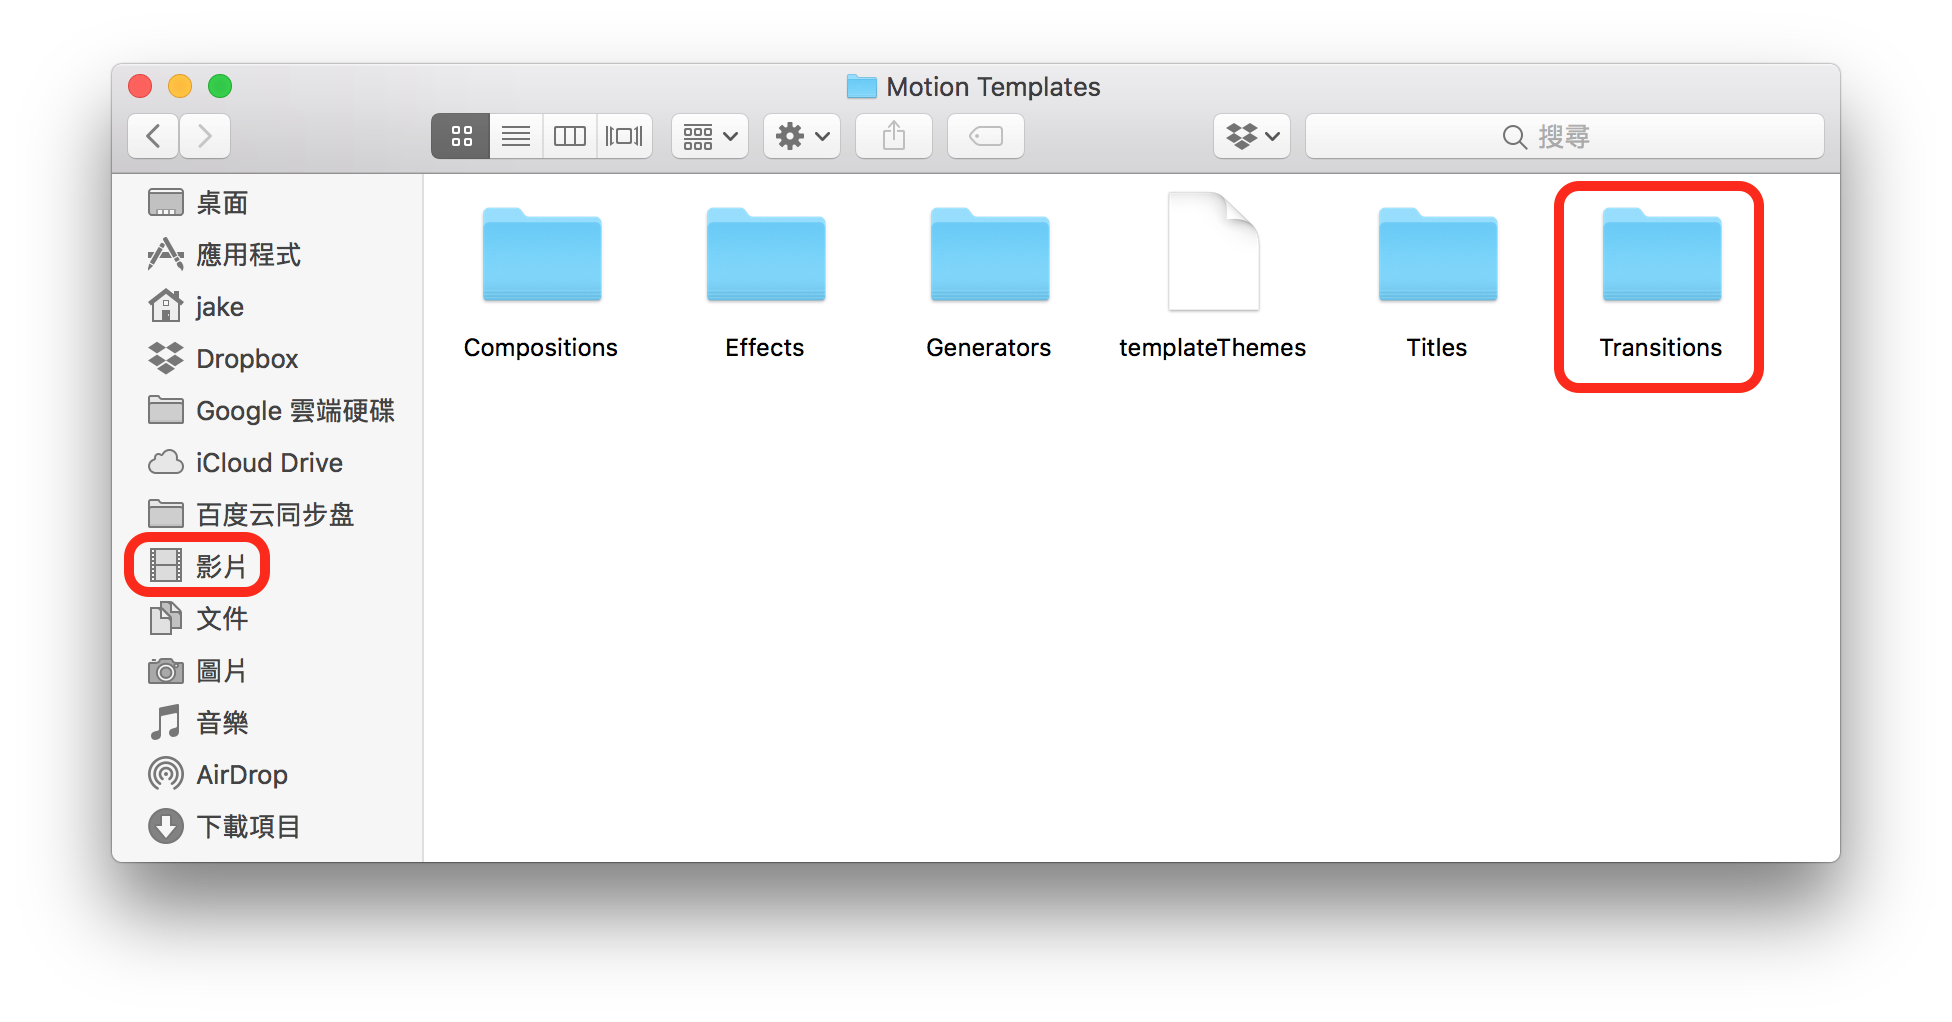 Motion Templates
搜尋
桌面
應用程式
jake
Dropbox
Google 雲端硬碟
iCloud Drive
百度云同步盘
影片
文件
圖片
音樂
AirDrop
下載項目
Compositions
Effects
Generators
templateThemes
Titles
Transitions